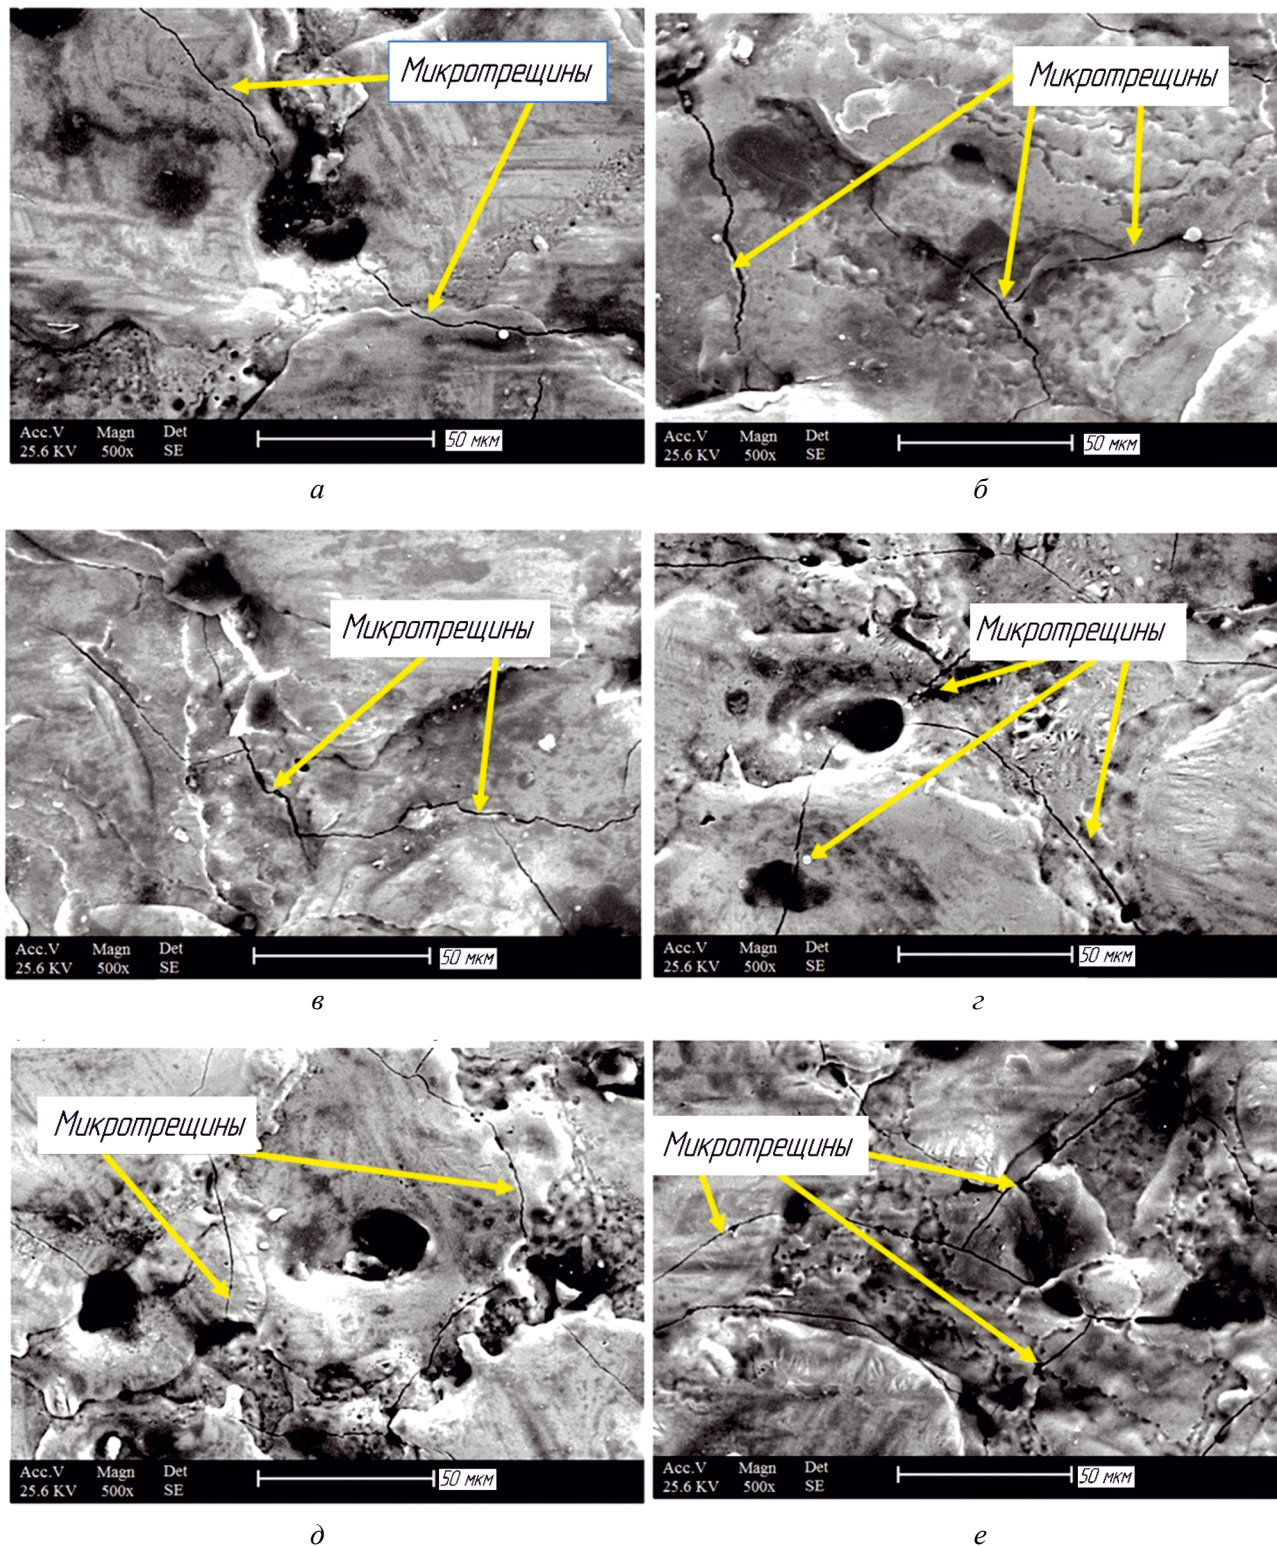 Микротрещины
Микротрещины
Acc.V Magn Det
25.6 KV 500x SE
50 мкм
Acc.V Magn Det
25.6 KV 500x SE
50 мкм
а
б
Микротрещины
Микротрещины
Acc.V Magn Det
25.6 KV 500x SE
50 мкм
Acc.V Magn Det
25.6 KV 500x SE
50 мкм
в
г
Микротрещины
Микротрещины
Acc.V Magn Det
25.6 KV 500x SE
50 мкм
Acc.V Magn Det
25.6 KV 500x SE
50 мкм
д
е